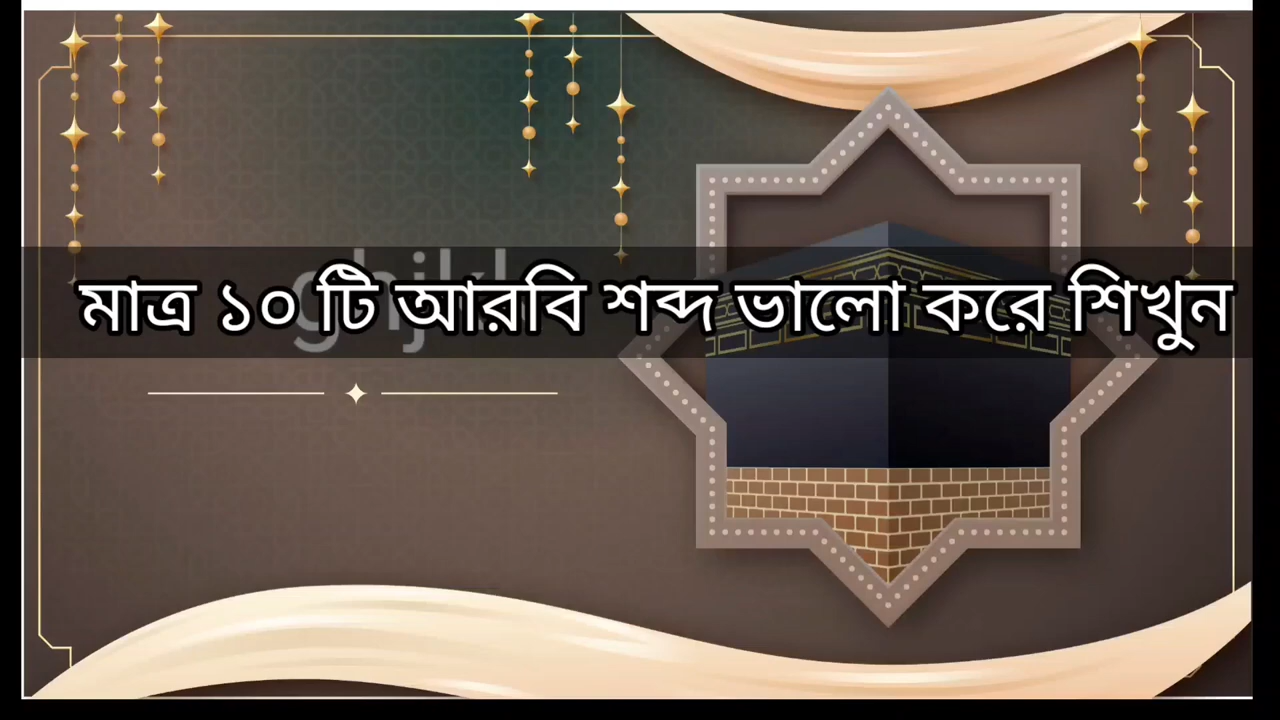 মাত্র ১০ টি আরবি শব্দ ভালো করে শিখুন